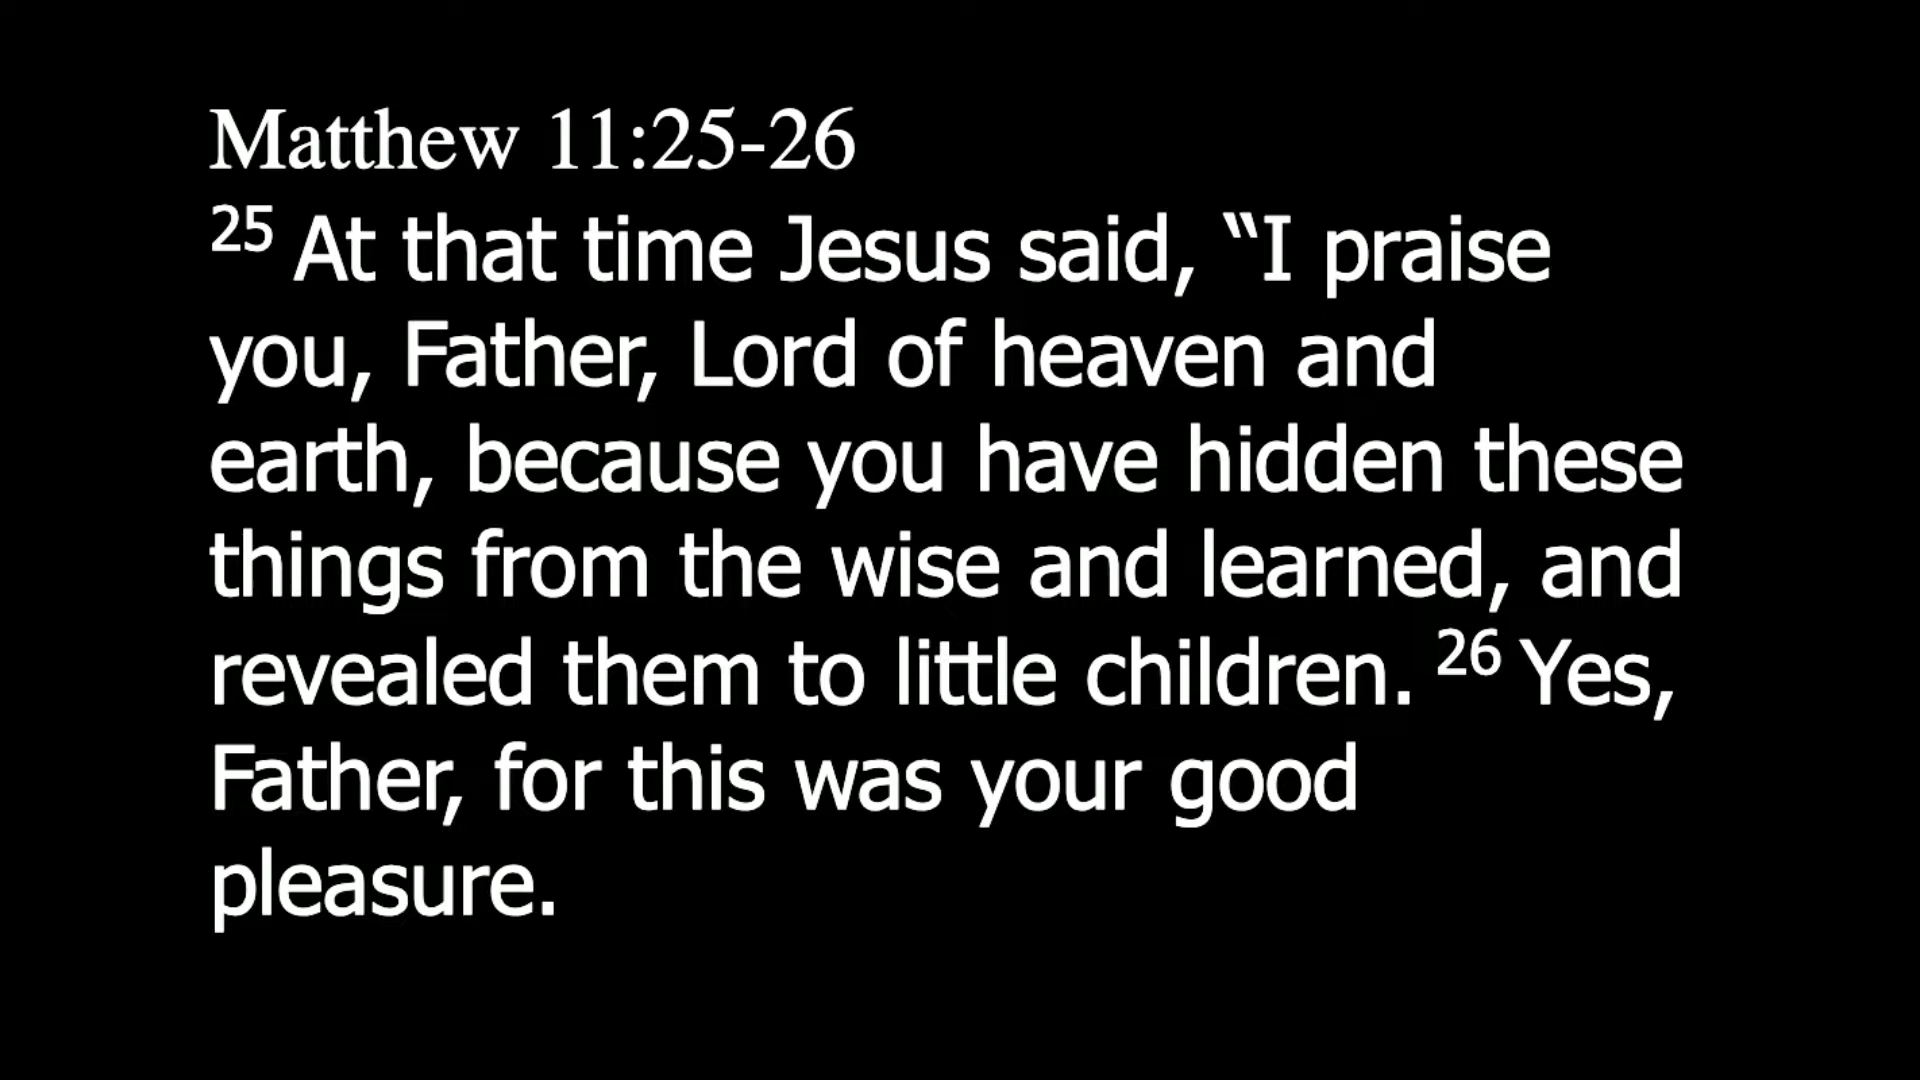 Matthew 11:25-26
25 At that time Jesus said, “I praise
you, Father, Lord of heaven and
earth, because you have hidden these
things from the wise and learned, and
revealed them to little children. 26 Yes,
Father, for this was your good
pleasure.